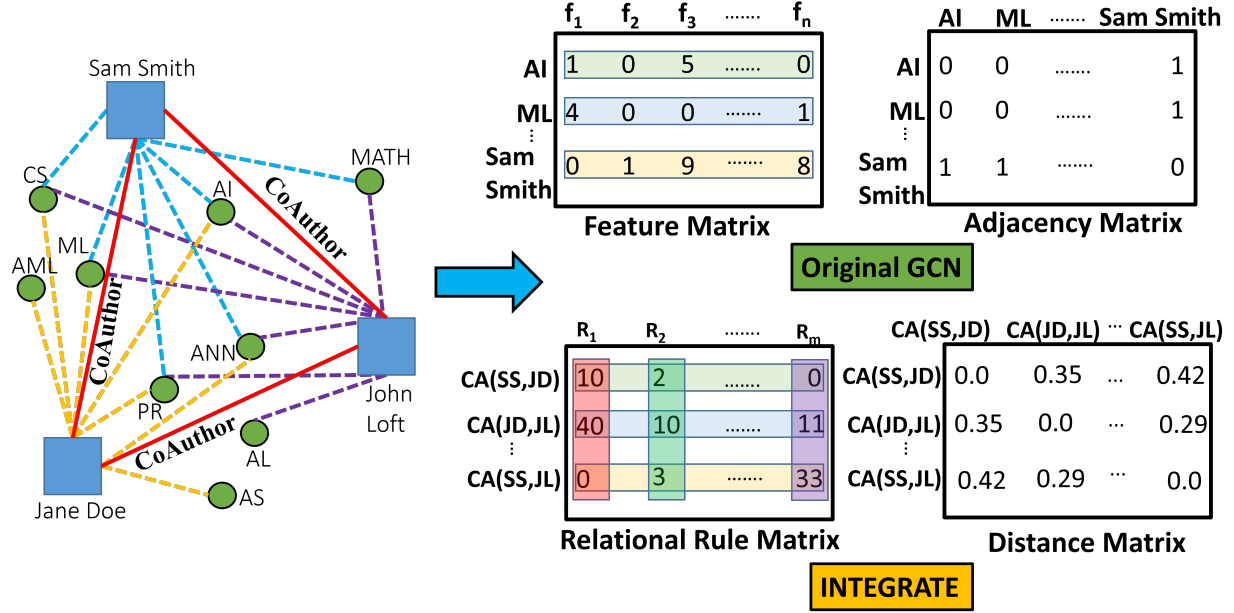 Sam Smith
CS
AI
MATH
ML
AML
CoAuthor
CoAuthor
ANN
PR
John
Loft
CoAuthor
AL
AS
Jane Doe
f1 f2 f3 ....... fn
AI 1 0 5 ....... 0
ML 4 0 0 ....... 1
...
Sam
Smith 0 1 9 ....... 8
Feature Matrix
AI ML ....... Sam Smith
AI 0 0 ....... 1
ML 0 0 ....... 1
...
Sam
Smith 1 1 ....... 0
Adjacency Matrix
Original GCN
R1 R2 ....... Rm
CA(SS,JD) 10 2 ....... 0
CA(JD,JL) 40 10 ....... 11
...
CA(SS,JL) 0 3 ....... 33
Relational Rule Matrix
CA(SS,JD) CA(JD,JL) ... CA(SS,JL)
CA(SS,JD) 0.0 0.35 ... 0.42
CA(JD,JL) 0.35 0.0 ... 0.29
...
CA(SS,JL) 0.42 0.29 ... 0.0
Distance Matrix
INTEGRATE